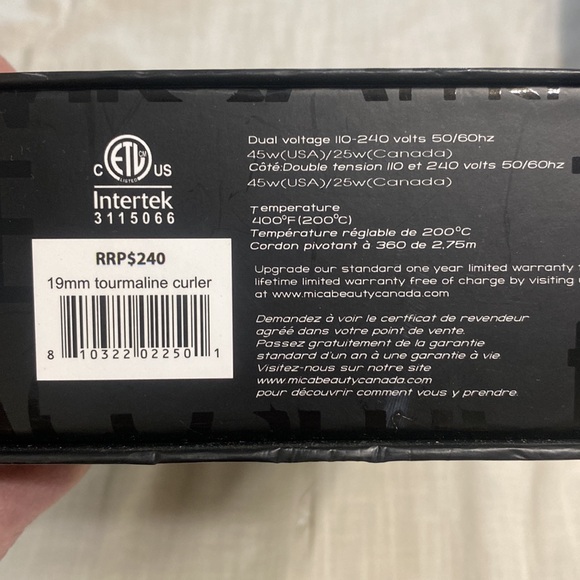 C ETL CM US
LISTED
Intertek
3115066
RRP$240
19mm tourmaline curler
8 10322 02250 1
Dual voltage 110-240 volts 50/60hz
45w(USA)/25w(Canada)
Côté:Double tension 110 et 240 volts 50/60hz
45w(USA)/25w(Canada)
Temperature
400°F(200°C)
Température réglable de 200°C
Cordon pivotant à 360 de 2,75m
Upgrade our standard one year limited warranty
lifetime limited warranty free of charge by visiting
at www.micabeautycanada.com
Demandez à voir le certficat de revendeur
agréé dans votre point de vente.
Passez gratuitement de la garantie
standard d'un an à une garantie à vie.
Visitez-notre site
www.micabeautycanada.com
pour découvrir comment vous y prendre.